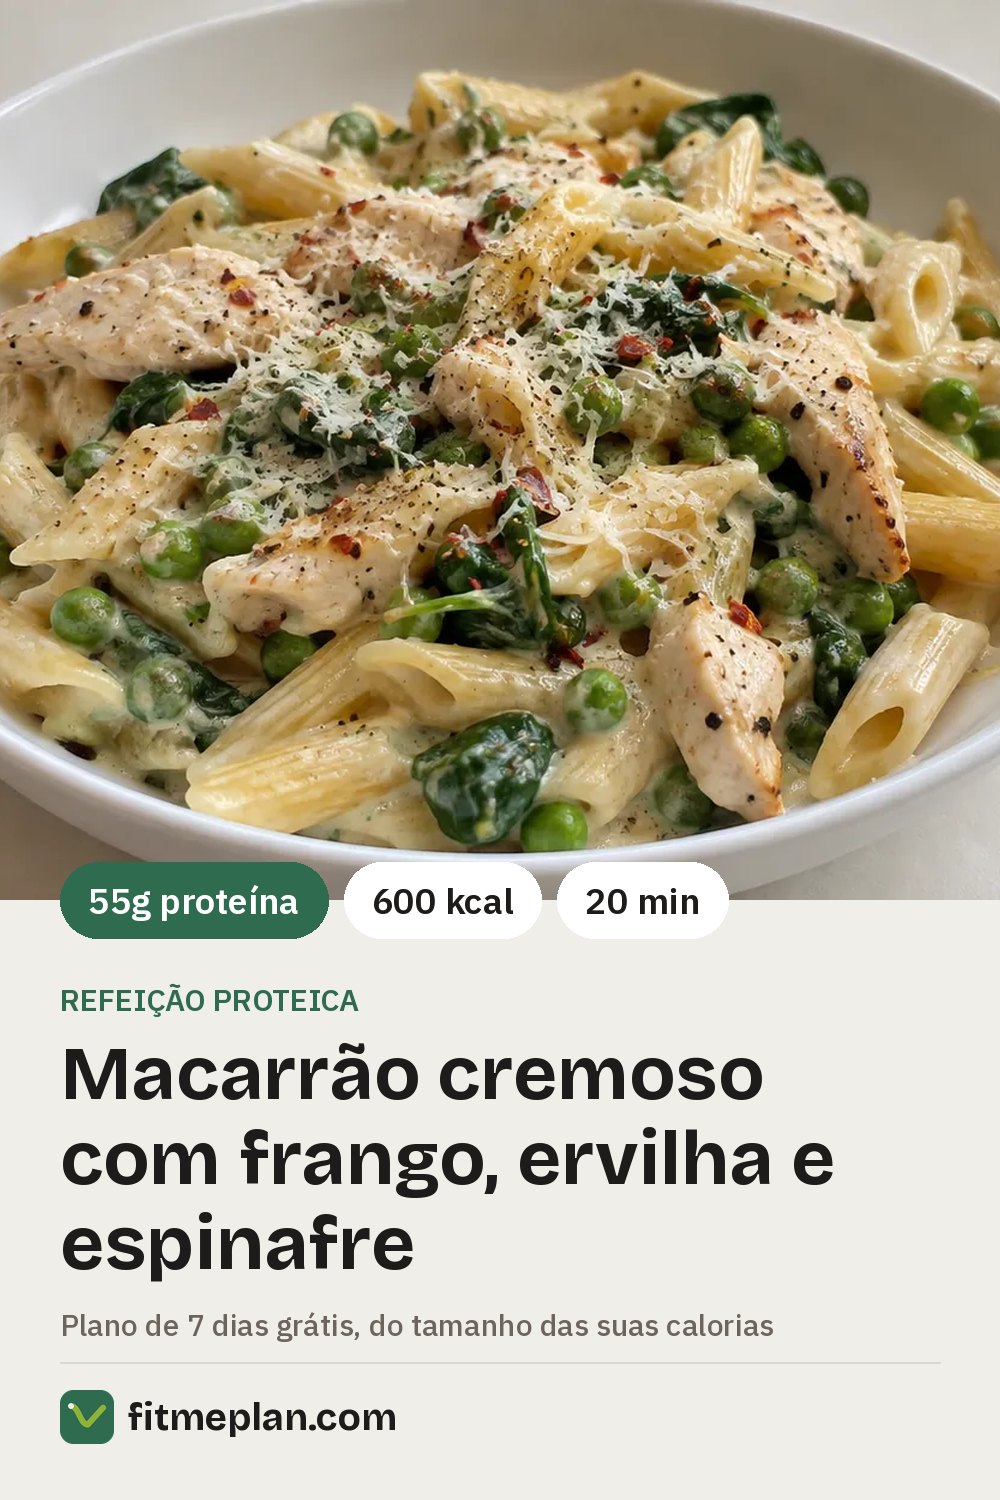 55g proteína
600 kcal
20 min
REFEIÇÃO PROTEICA
Macarrão cremoso
com frango, ervilha e
espinafre
Plano de 7 dias grátis, do tamanho das suas calorias
fitmeplan.com